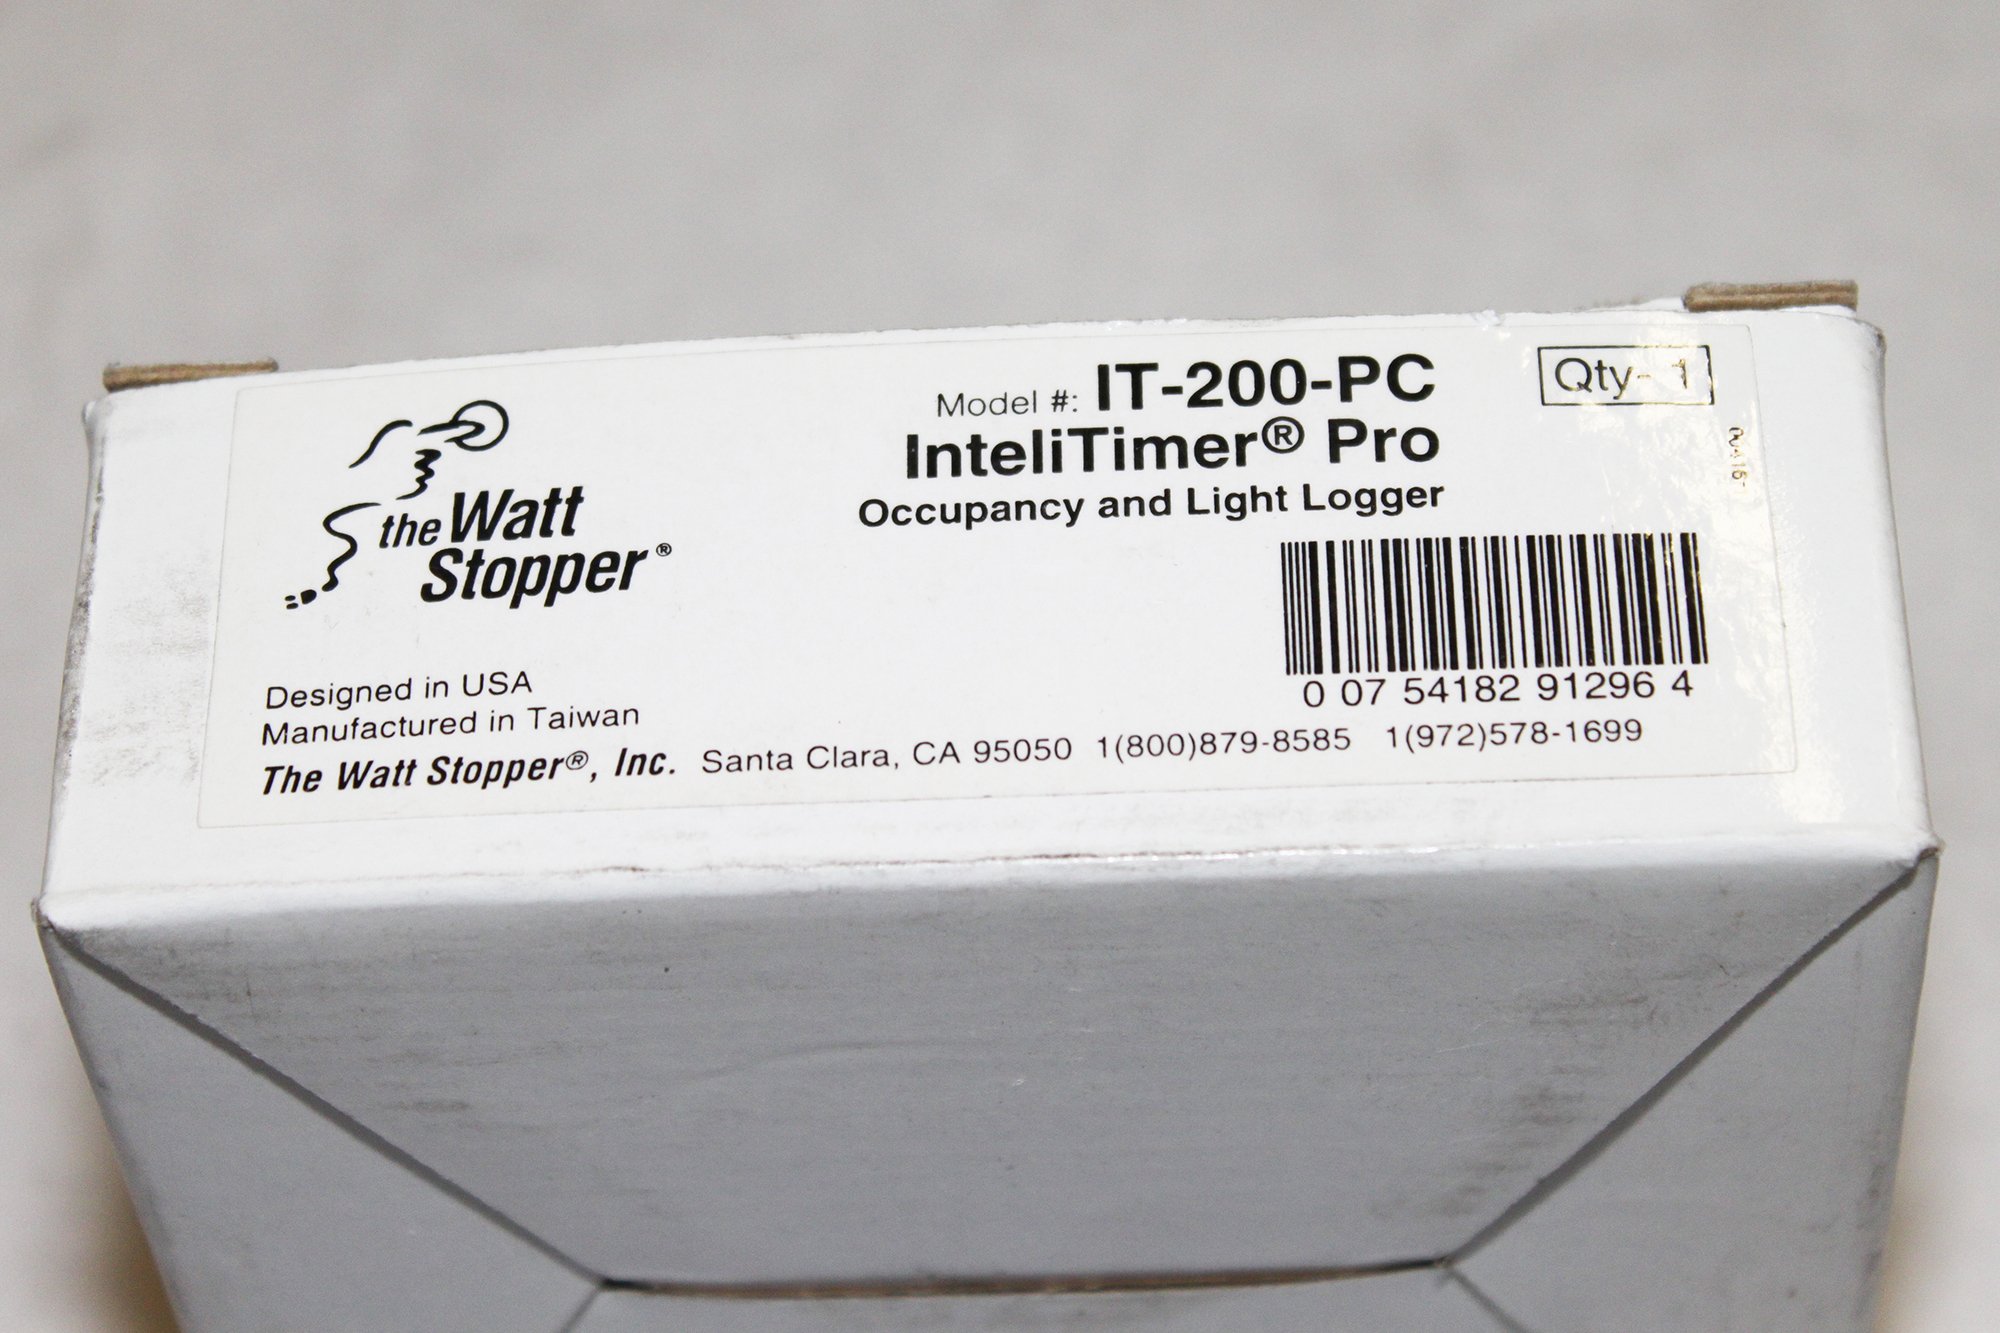 the Watt
Stopper®
Model #: IT-200-PC
InteliTimer® Pro
Occupancy and Light Logger
Qty- 1
0 07 54182 91296 4
Designed in USA
Manufactured in Taiwan
The Watt Stopper®, Inc. Santa Clara, CA 95050 1(800)879-8585 1(972)578-1699